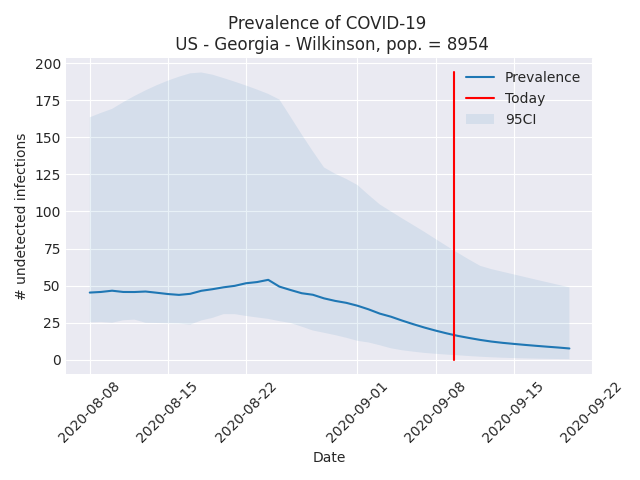 Prevalence of COVID-19
US - Georgia - Wilkinson, pop. = 8954
200
175
150
125
100
75
50
25
0
# undetected infections
Prevalence
Today
95CI
2020-08-08
2020-08-15
2020-08-22
2020-09-01
2020-09-08
2020-09-15
2020-09-22
Date